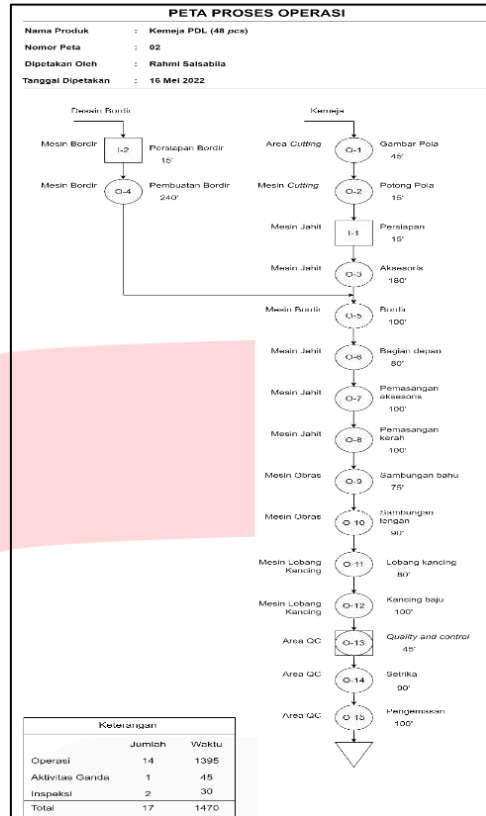 PETA PROSES OPERASI
Nama Produk : Kemeja PDL (48 pcs)
Nomor Peta : 02
Dipetakan Oleh : Rahmi Salsabila
Tanggal Dipetakan : 16 Mei 2022
Desain Bordir
Mesin Bordir I-2 Persiapan Bordir
15'
Mesin Bordir O-4 Pembuatan Bordir
240'
Kemeja
Area Cutting O-1 Gambar Pola
45'
Mesin Cutting O-2 Potong Pola
15'
Mesin Jahit I-1 Persiapan
15'
Mesin Jahit O-3 Aksesoris
180'
Mesin Bordir O-5 Bordir
100'
Mesin Jahit O-6 Bagian depan
80'
Mesin Jahit O-7 Pemasangan
aksesoris
100'
Mesin Jahit O-8 Pemasangan
kerah
100'
Mesin Obras O-9 Sambungan bahu
75'
Mesin Obras O-10 Sambungan
lengan
90'
Mesin Lobang
Kancing O-11 Lobang kancing
80'
Mesin Lobang
Kancing O-12 Kancing baju
100'
Area QC O-13 Quality and control
45'
Area QC O-14 Setrika
90'
Area QC O-15 Pengemasan
100'
Keterangan
Jumlah Waktu
Operasi 14 1395
Aktivitas Ganda 1 45
Inspeksi 2 30
Total 17 1470